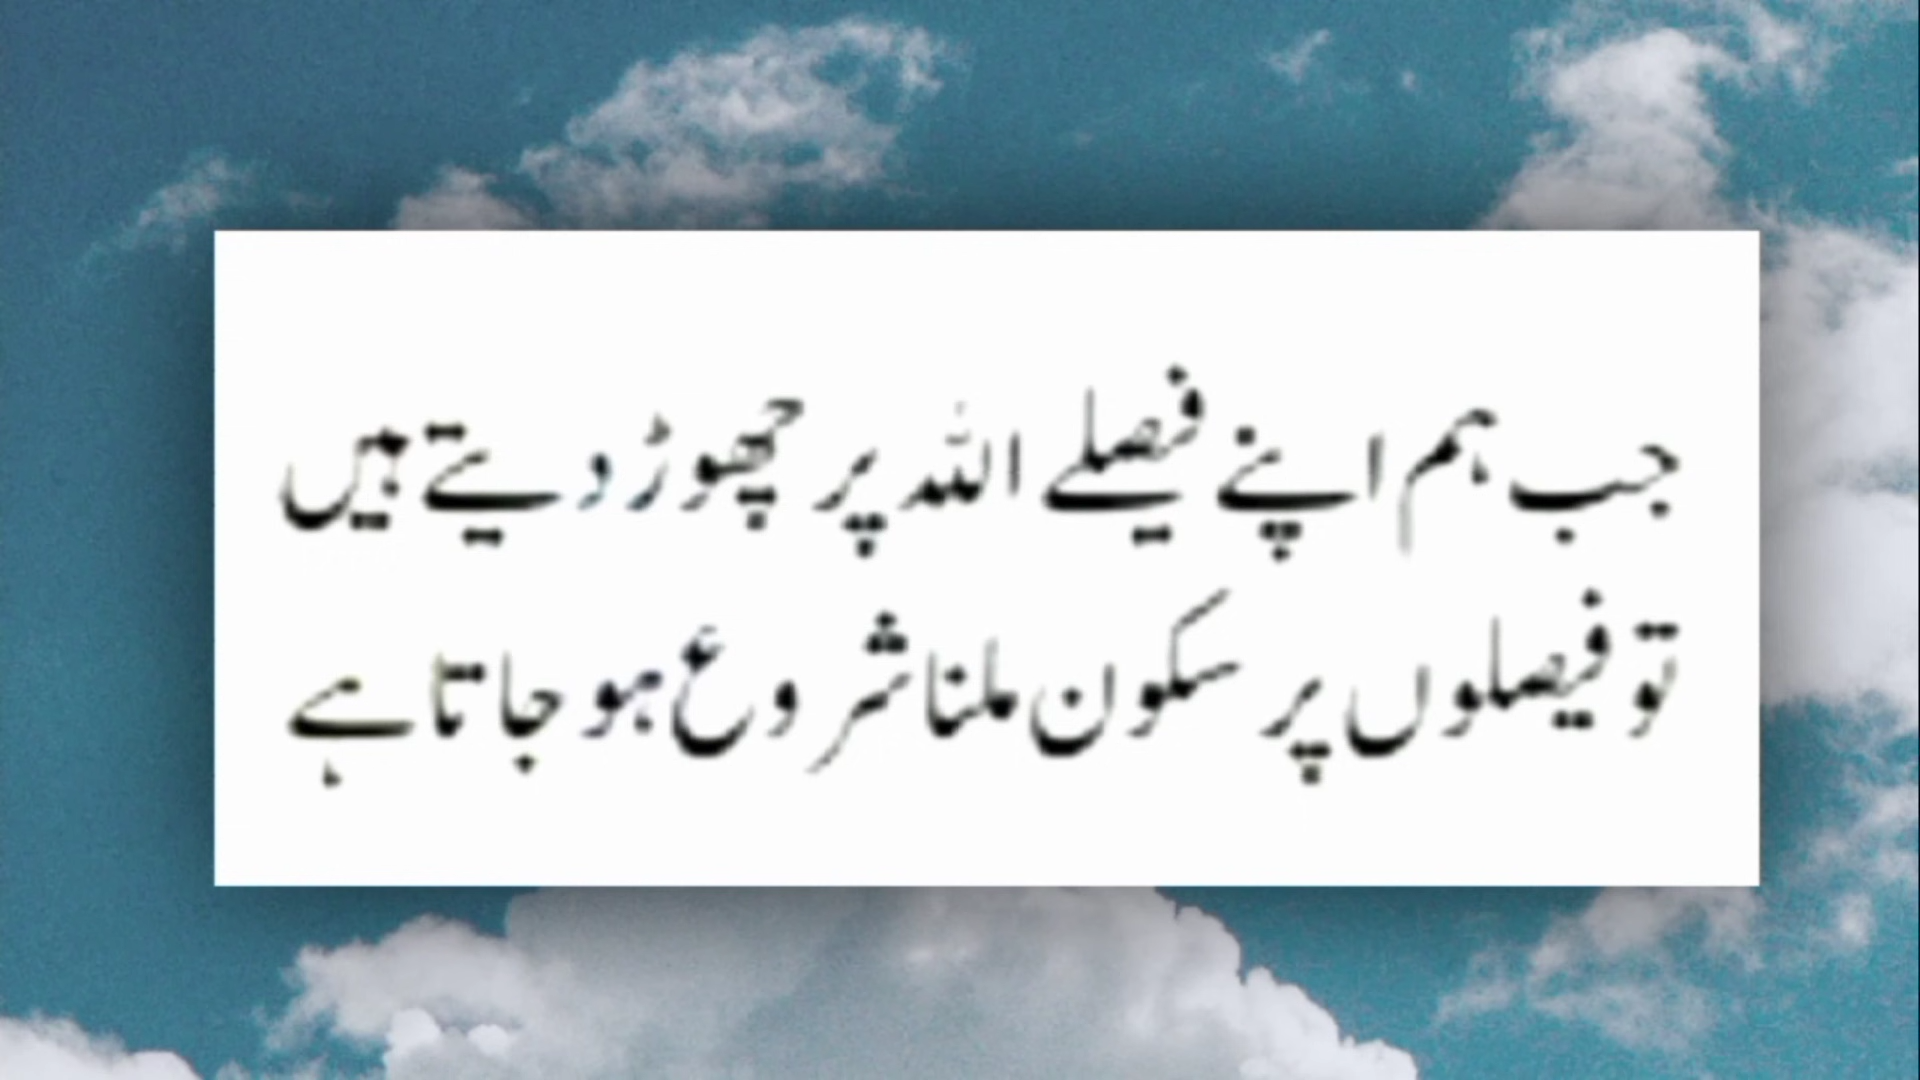 جب ہم اپنے فیصلے اللہ پر چھوڑ دیتے ہیں
تو فیصلوں پر سکون ملنا شروع ہو جاتا ہے